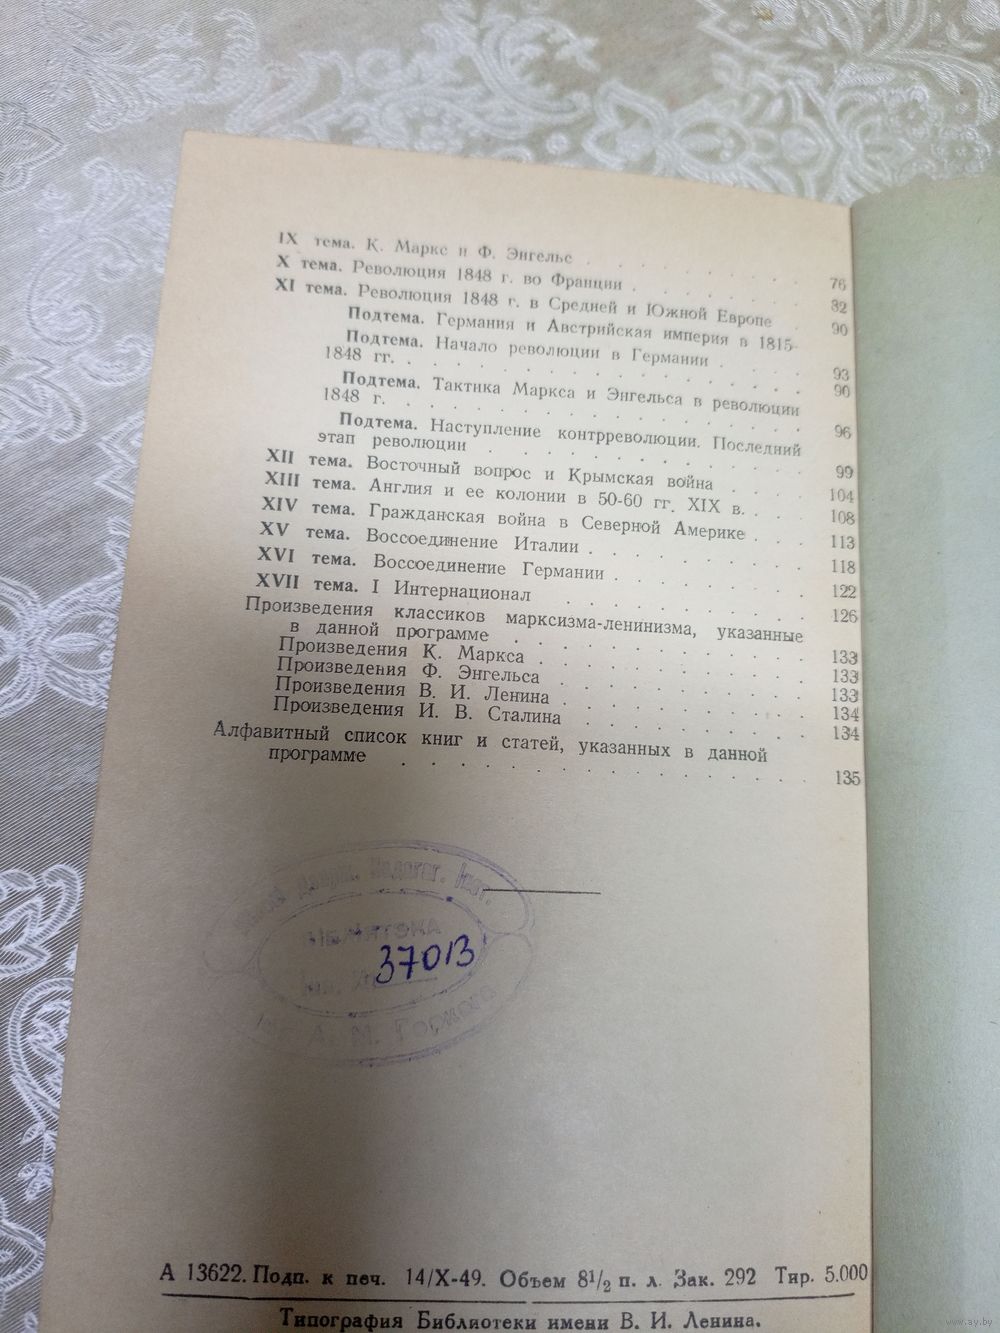 IX тема. К. Маркс и Ф. Энгельс . . . . . . . . 76
X тема. Революция 1848 г. во Франции . . . . . . 82
XI тема. Революция 1848 г. в Средней и Южной Европе . 90
Подтема. Германия и Австрийская империя в 1815-
1848 гг. . . . . . . . . . . . . . 93
Подтема. Начало революции в Германии . . . . 90
Подтема. Тактика Маркса и Энгельса в революции
1848 г. . . . . . . . . . . . . . 96
Подтема. Наступление контрреволюции. Последний
этап революции . . . . . . . . . . 99
XII тема. Восточный вопрос и Крымская война . . . . 104
XIII тема. Англия и ее колонии в 50-60 гг. XIX в. . . . 108
XIV тема. Гражданская война в Северной Америке . . . 113
XV тема. Воссоединение Италии . . . . . . . . 118
XVI тема. Воссоединение Германии . . . . . . . 122
XVII тема. I Интернационал . . . . . . . . . 126
Произведения классиков марксизма-ленинизма, указанные
в данной программе . . . . . . . . . . 133
Произведения К. Маркса . . . . . . . . . 133
Произведения Ф. Энгельса . . . . . . . . . 133
Произведения В. И. Ленина . . . . . . . . . 134
Произведения И. В. Сталина . . . . . . . . 134
Алфавитный список книг и статей, указанных в данной
программе . . . . . . . . . . . . . 135
Педагог. Інст.
37013
А. М. Горкага
А 13622. Подп. к печ. 14/X-49. Объем 8½ п. л. Зак. 292 Тир. 5.000
Типография Библиотеки имени В. И. Ленина.
www.ay.by